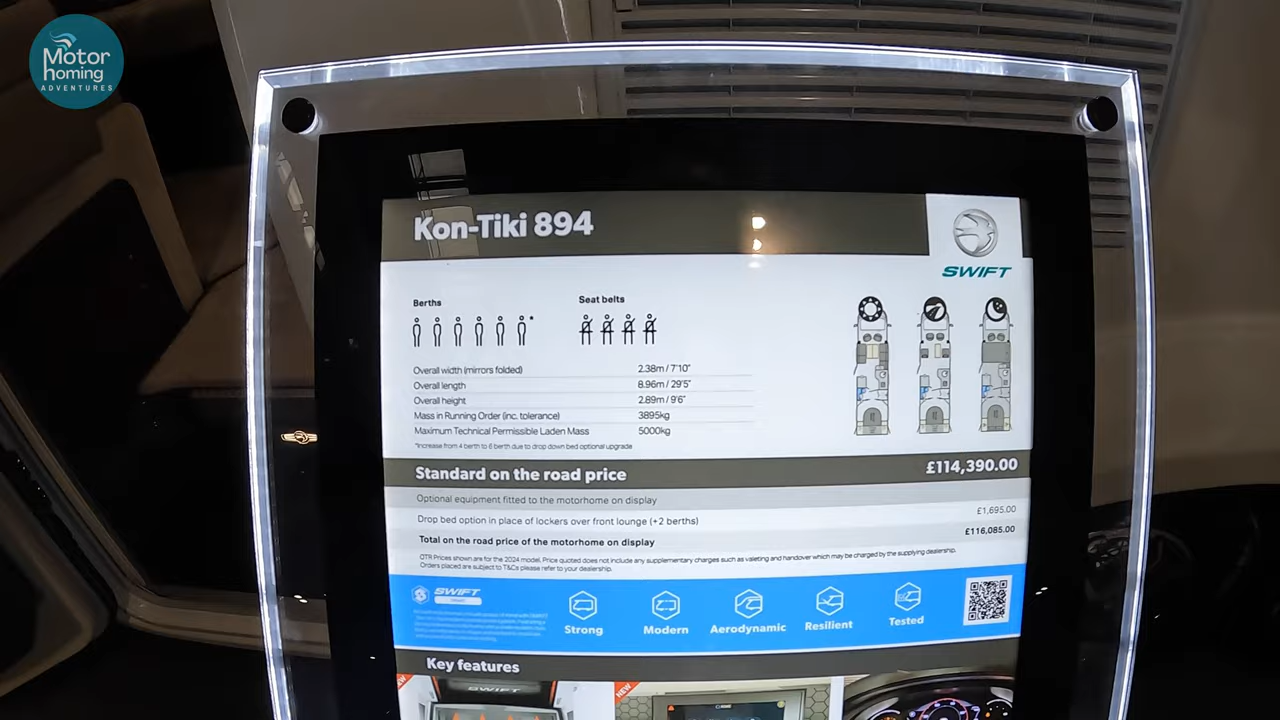 Motor
homing
ADVENTURES
Kon-Tiki 894
SWIFT
Berths
Seat belts
*
Overall width (mirrors folded) 2.38m / 7'10"
Overall length 8.96m / 29'5"
Overall height 2.89m / 9'6"
Mass in Running Order (inc. tolerance) 3895kg
Maximum Technical Permissible Laden Mass 5000kg
*Increase from 4 berth to 6 berth due to drop down bed optional upgrade
Standard on the road price £114,390.00
Optional equipment fitted to the motorhome on display
Drop bed option in place of lockers over front lounge (+2 berths) £1,695.00
Total on the road price of the motorhome on display £116,085.00
OTR Prices shown are for the 2024 model. Price quoted does not include any supplementary charges such as valeting and handover which may be charged by the supplying dealership.
Orders placed are subject to T&Cs please refer to your dealership.
SWIFT
Strong
Modern
Aerodynamic
Resilient
Tested
Key features
NEW
SWIFT
NEW